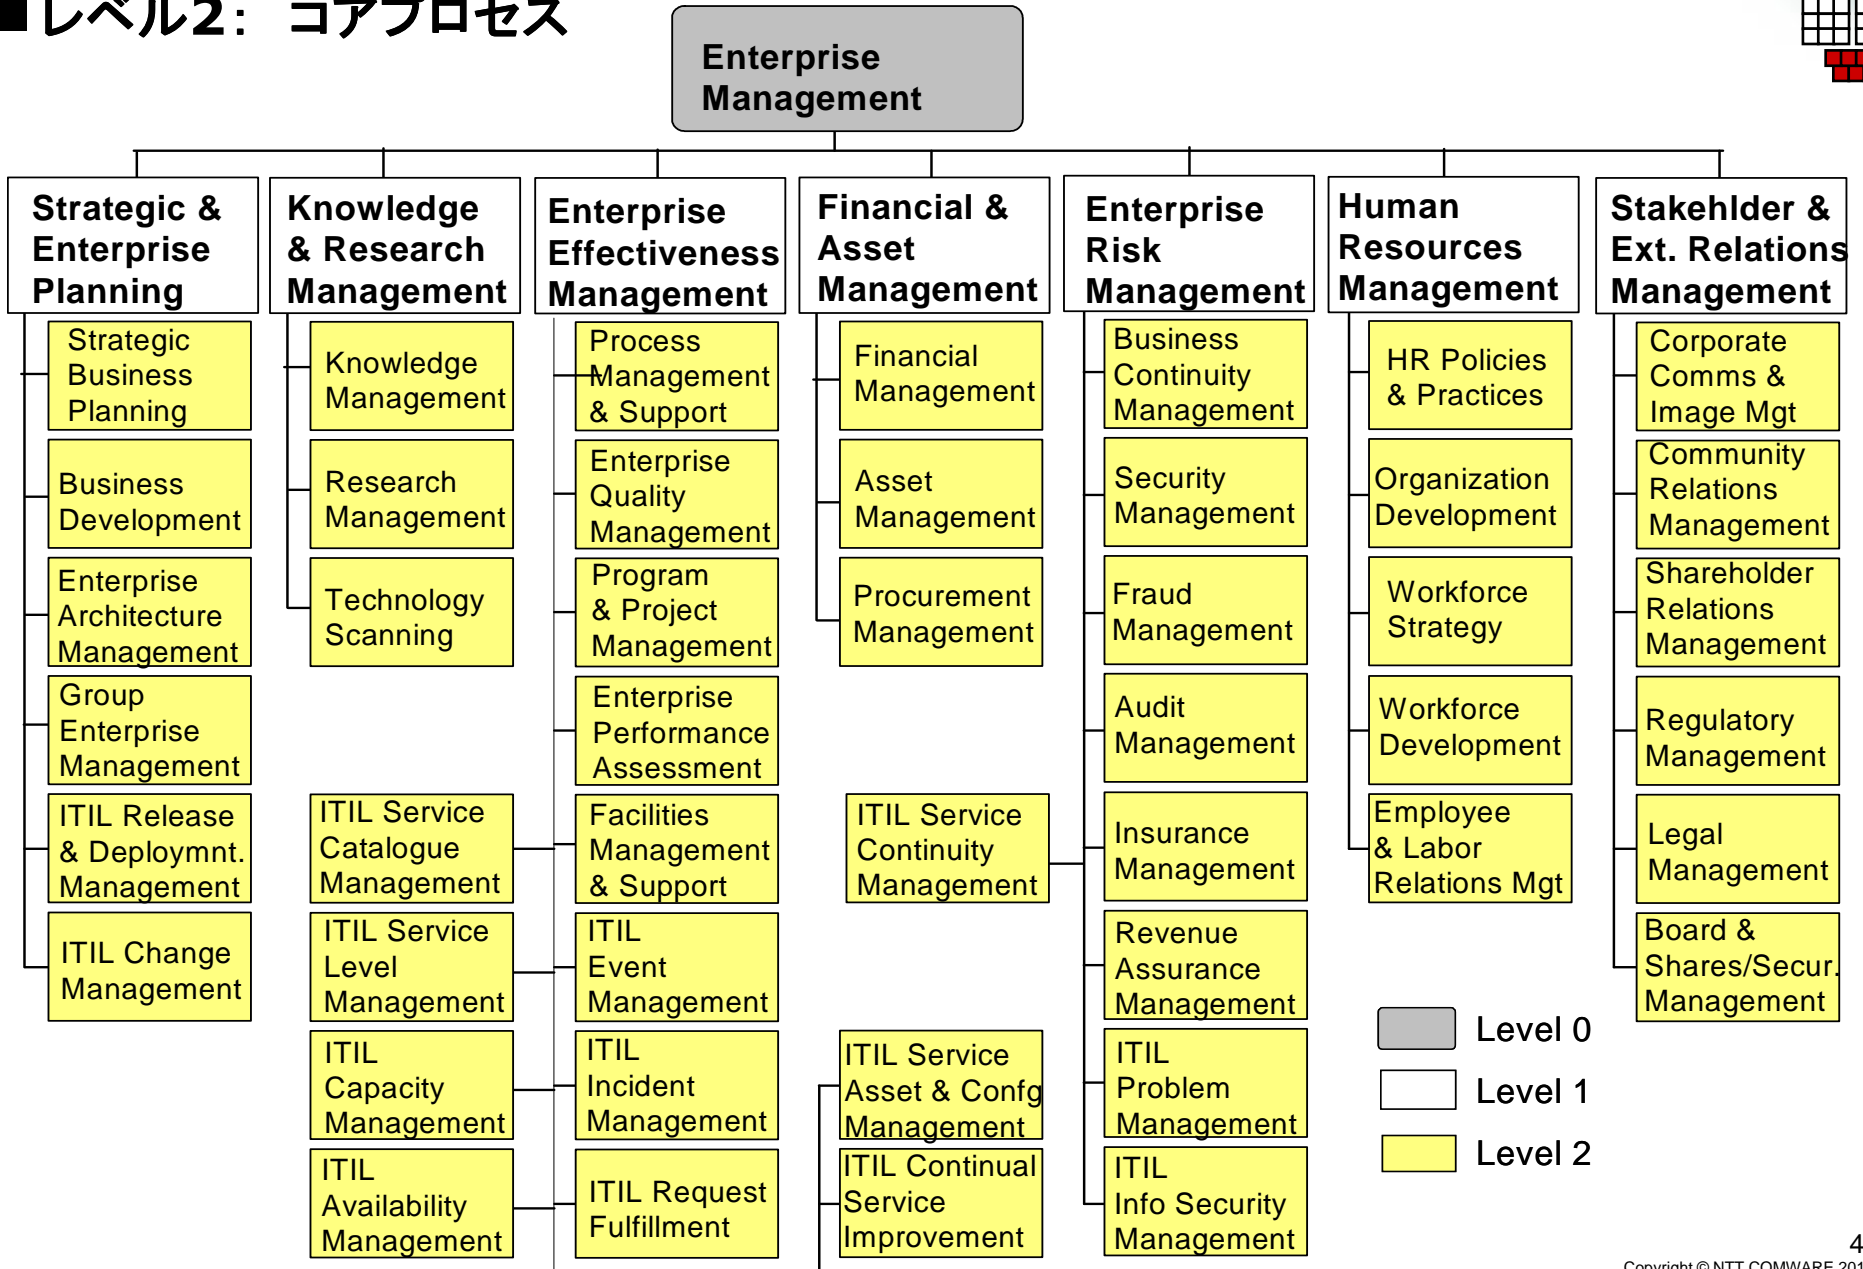 ■レベル2: コアプロセス
Enterprise
Management
Strategic &
Enterprise
Planning
Strategic
Business
Planning
Business
Development
Enterprise
Architecture
Management
Group
Enterprise
Management
ITIL Release
& Deploymnt.
Management
ITIL Change
Management
Knowledge
& Research
Management
Knowledge
Management
Research
Management
Technology
Scanning
ITIL Service
Catalogue
Management
ITIL Service
Level
Management
ITIL
Capacity
Management
ITIL
Availability
Management
Enterprise
Effectiveness
Management
Process
Management
& Support
Enterprise
Quality
Management
Program
& Project
Management
Enterprise
Performance
Assessment
Facilities
Management
& Support
ITIL
Event
Management
ITIL
Incident
Management
ITIL Request
Fulfillment
Financial &
Asset
Management
Financial
Management
Asset
Management
Procurement
Management
ITIL Service
Continuity
Management
ITIL Service
Asset & Confg
Management
ITIL Continual
Service
Improvement
Enterprise
Risk
Management
Business
Continuity
Management
Security
Management
Fraud
Management
Audit
Management
Insurance
Management
Revenue
Assurance
Management
ITIL
Problem
Management
ITIL
Info Security
Management
Human
Resources
Management
HR Policies
& Practices
Organization
Development
Workforce
Strategy
Workforce
Development
Employee
& Labor
Relations Mgt
Stakehlder &
Ext. Relations
Management
Corporate
Comms &
Image Mgt
Community
Relations
Management
Shareholder
Relations
Management
Regulatory
Management
Legal
Management
Board &
Shares/Secur.
Management
Level 0
Level 1
Level 2
4
Copyright © NTT COMWARE 201